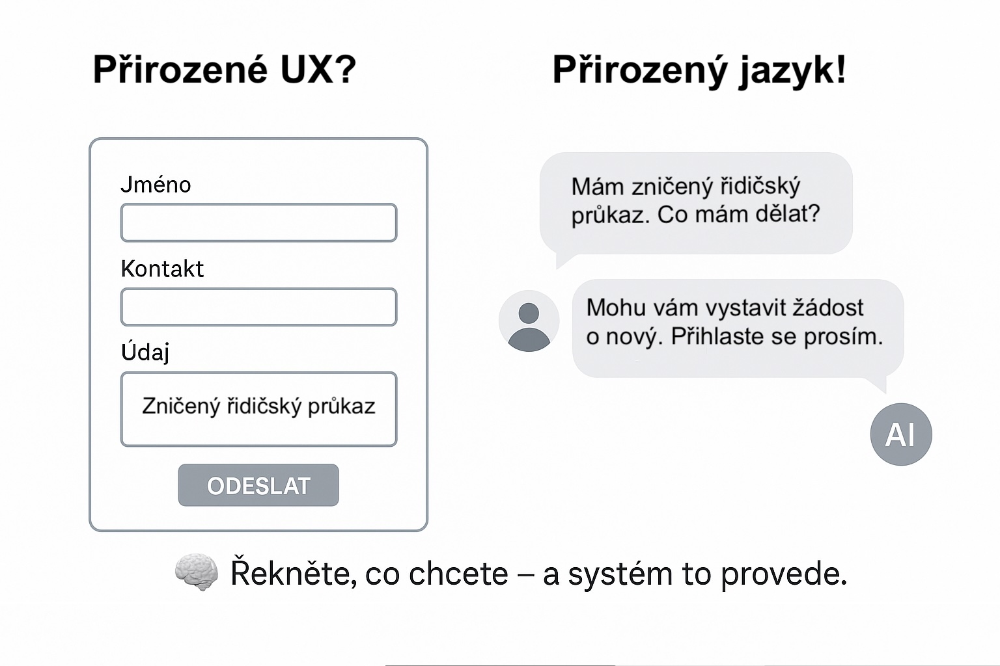 Přirozené UX?
Jméno
Kontakt
Údaj
Zničený řidičský průkaz
ODESLAT
Přirozený jazyk!
Mám zničený řidičský
průkaz. Co mám dělat?
Mohu vám vystavit žádost
o nový. Přihlaste se prosím.
AI
Řekněte, co chcete – a systém to provede.